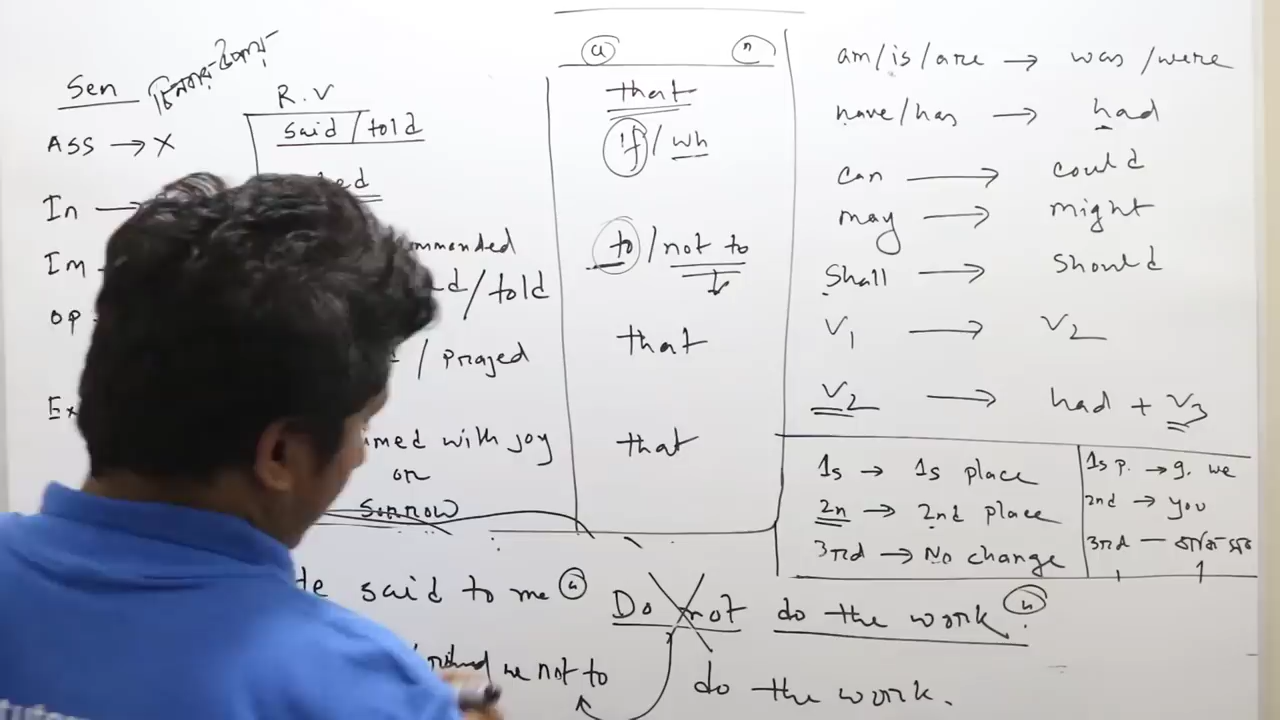 Sen চিনার উপায়
R.V
ⓐ ⓝ
ASS → X
said / told
that
In →
if / wh
Im
mmanded
to / not to
d / told
op
/ Prayed
that
Ex
med with joy
or
sorrow
that
am/is/are → was /were
have/has → had
can → could
may → might
Shall → Should
V1 → V2
V2 → had + V3
1s → 1s place
2n → 2nd place
3rd → No change
1s p. → I. we
2nd → you
3rd —
said to me ⓐ Do not do the work ⓝ.
me not to do the work.